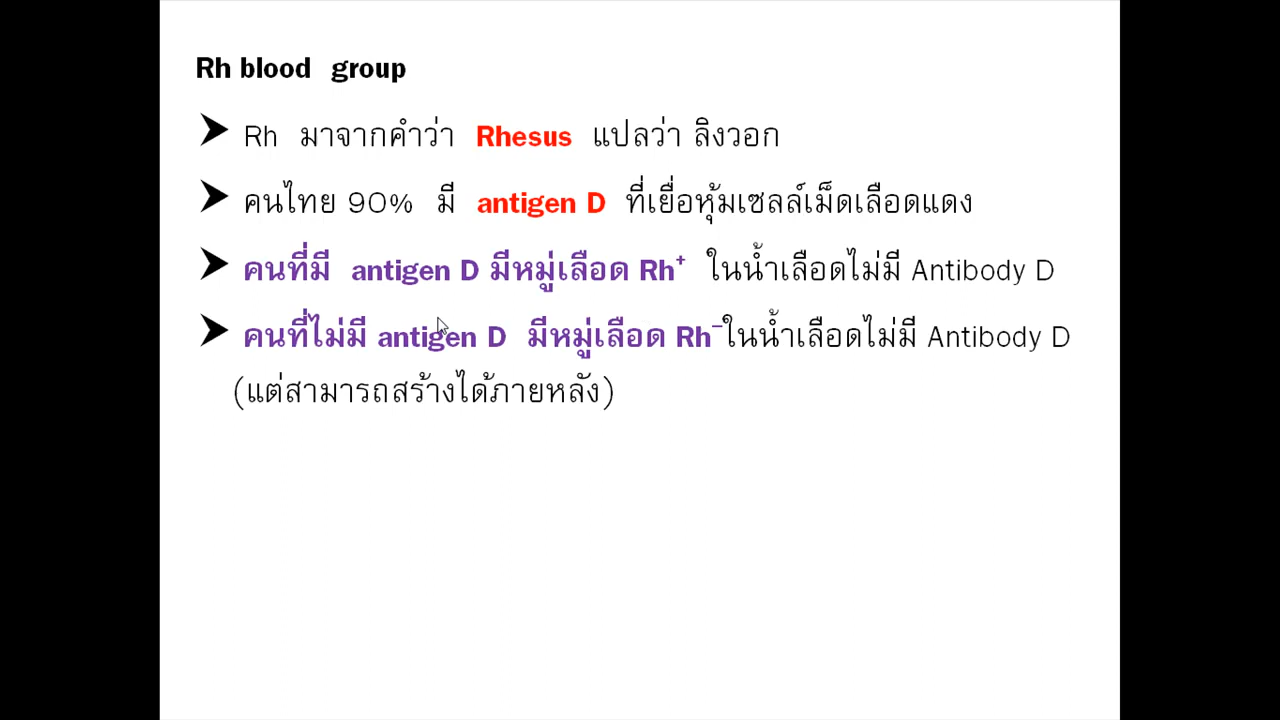 Rh blood group
➤ Rh มาจากคำว่า Rhesus แปลว่า ลิงวอก
➤ คนไทย 90% มี antigen D ที่เยื่อหุ้มเซลล์เม็ดเลือดแดง
➤ คนที่มี antigen D มีหมู่เลือด Rh⁺ ในน้ำเลือดไม่มี Antibody D
➤ คนที่ไม่มี antigen D มีหมู่เลือด Rh⁻ในน้ำเลือดไม่มี Antibody D
(แต่สามารถสร้างได้ภายหลัง)